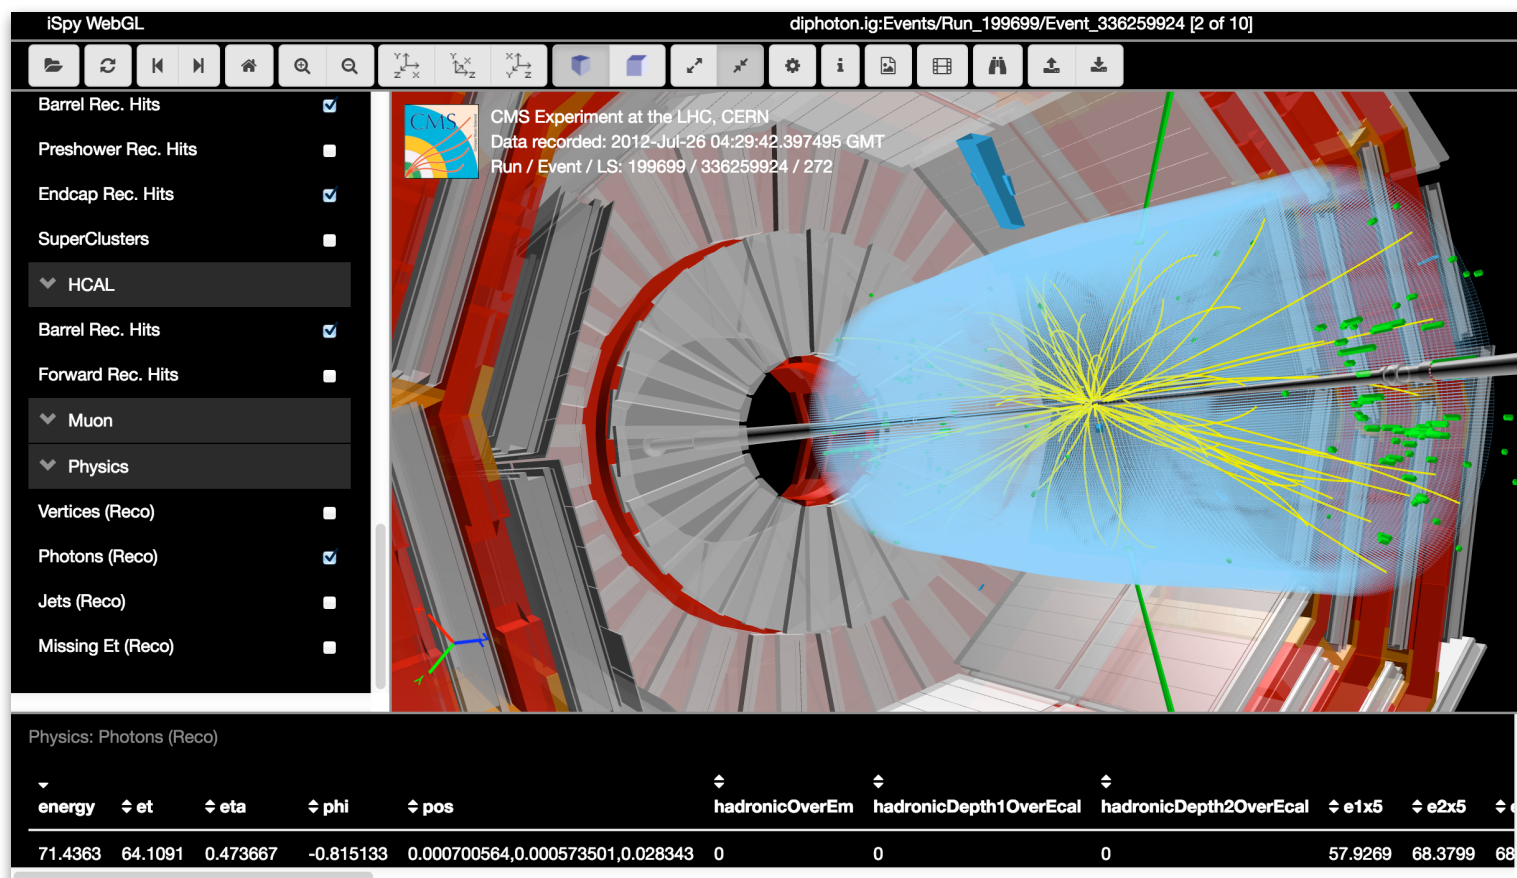 iSpy WebGL
diphoton.ig:Events/Run_199699/Event_336259924 [2 of 10]
Barrel Rec. Hits
Preshower Rec. Hits
Endcap Rec. Hits
SuperClusters
HCAL
Barrel Rec. Hits
Forward Rec. Hits
Muon
Physics
Vertices (Reco)
Photons (Reco)
Jets (Reco)
Missing Et (Reco)
CMS
CMS Experiment at the LHC, CERN
Data recorded: 2012-Jul-26 04:29:42.397495 GMT
Run / Event / LS: 199699 / 336259924 / 272
Physics: Photons (Reco)
energy et eta phi pos hadronicOverEm hadronicDepth1OverEcal hadronicDepth2OverEcal e1x5 e2x5
71.4363 64.1091 0.473667 -0.815133 0.000700564,0.000573501,0.028343 0 0 0 57.9269 68.3799 68